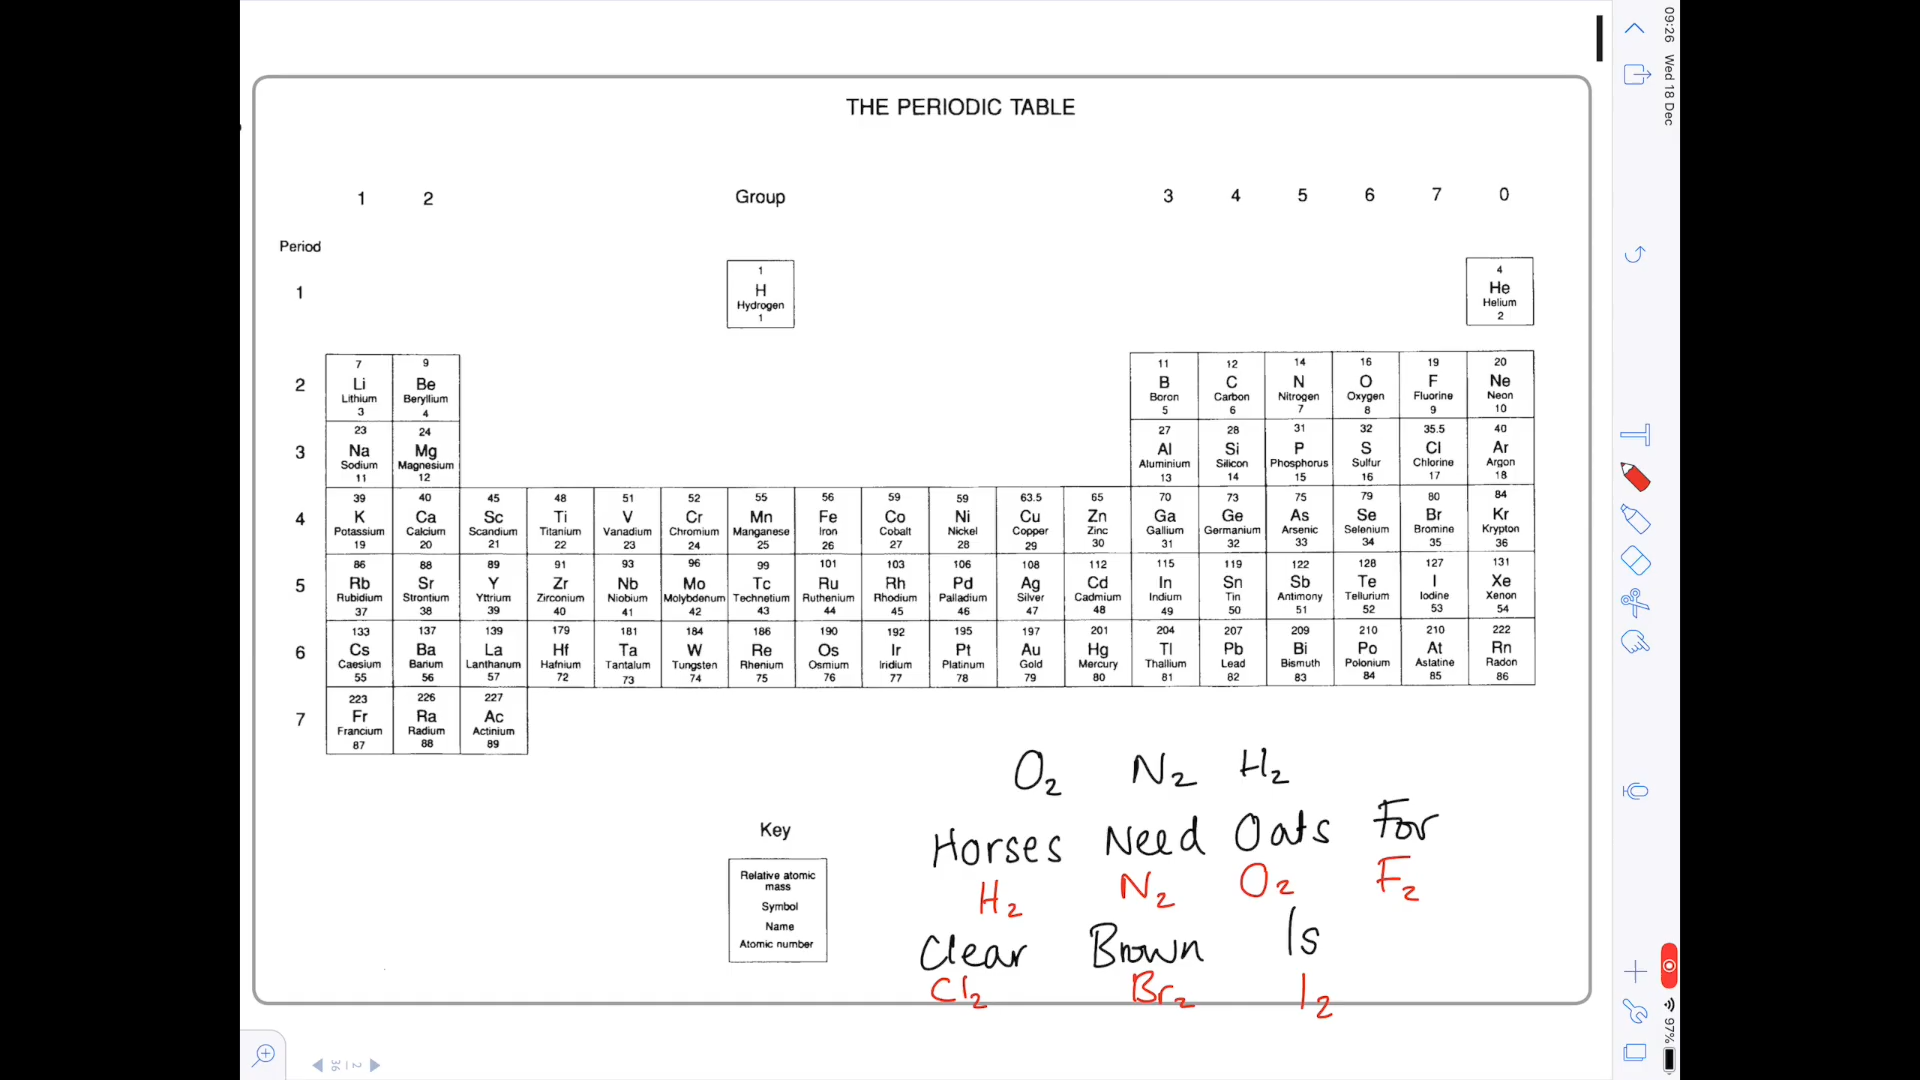 THE PERIODIC TABLE
1 2 Group 3 4 5 6 7 0
Period
1 4
1 H He
Hydrogen Helium
1 2
7 9 11 12 14 16 19 20
2 Li Be B C N O F Ne
Lithium Beryllium Boron Carbon Nitrogen Oxygen Fluorine Neon
3 4 5 6 7 8 9 10
23 24 27 28 31 32 35.5 40
3 Na Mg Al Si P S Cl Ar
Sodium Magnesium Aluminium Silicon Phosphorus Sulfur Chlorine Argon
11 12 13 14 15 16 17 18
39 40 45 48 51 52 55 56 59 59 63.5 65 70 73 75 79 80 84
4 K Ca Sc Ti V Cr Mn Fe Co Ni Cu Zn Ga Ge As Se Br Kr
Potassium Calcium Scandium Titanium Vanadium Chromium Manganese Iron Cobalt Nickel Copper Zinc Gallium Germanium Arsenic Selenium Bromine Krypton
19 20 21 22 23 24 25 26 27 28 29 30 31 32 33 34 35 36
86 88 89 91 93 96 99 101 103 106 108 112 115 119 122 128 127 131
5 Rb Sr Y Zr Nb Mo Tc Ru Rh Pd Ag Cd In Sn Sb Te I Xe
Rubidium Strontium Yttrium Zirconium Niobium Molybdenum Technetium Ruthenium Rhodium Palladium Silver Cadmium Indium Tin Antimony Tellurium Iodine Xenon
37 38 39 40 41 42 43 44 45 46 47 48 49 50 51 52 53 54
133 137 139 179 181 184 186 190 192 195 197 201 204 207 209 210 210 222
6 Cs Ba La Hf Ta W Re Os Ir Pt Au Hg Tl Pb Bi Po At Rn
Caesium Barium Lanthanum Hafnium Tantalum Tungsten Rhenium Osmium Iridium Platinum Gold Mercury Thallium Lead Bismuth Polonium Astatine Radon
55 56 57 72 73 74 75 76 77 78 79 80 81 82 83 84 85 86
223 226 227
7 Fr Ra Ac
Francium Radium Actinium
87 88 89
O2 N2 H2
Key
Relative atomic
mass
Symbol
Name
Atomic number
Horses Need Oats For
H2 N2 O2 F2
Clear Brown Is
Cl2 Br2 I2
09:26 Wed 18 Dec
97%
2 | 36